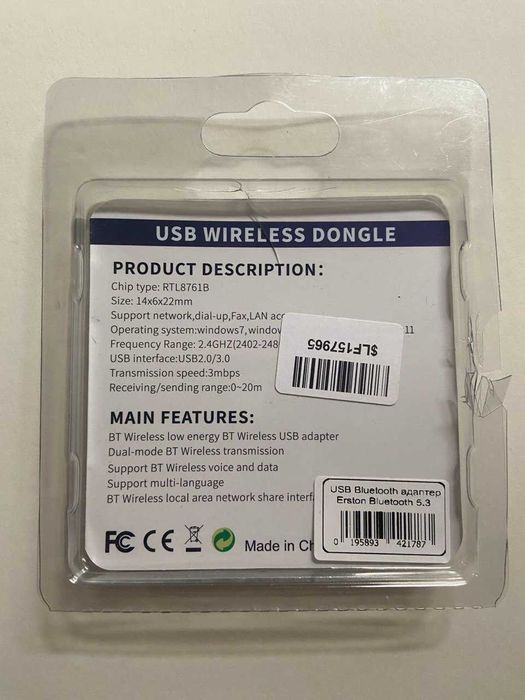 USB WIRELESS DONGLE
PRODUCT DESCRIPTION:
Chip type: RTL8761B
Size: 14x6x22mm
Support network,dial-up,Fax,LAN
Operating system:windows7, 11
Frequency Range: 2.4GHZ(2402-248
USB interface:USB2.0/3.0
Transmission speed:3mbps
Receiving/sending range:0~20m
$LF157965
MAIN FEATURES:
BT Wireless low energy BT Wireless USB adapter
Dual-mode BT Wireless transmission
Support BT Wireless voice and data
Support multi-language
BT Wireless local area network share
USB Bluetooth адаптер
Erston Bluetooth 5.3
0 195893 421787
FC CE
Made in